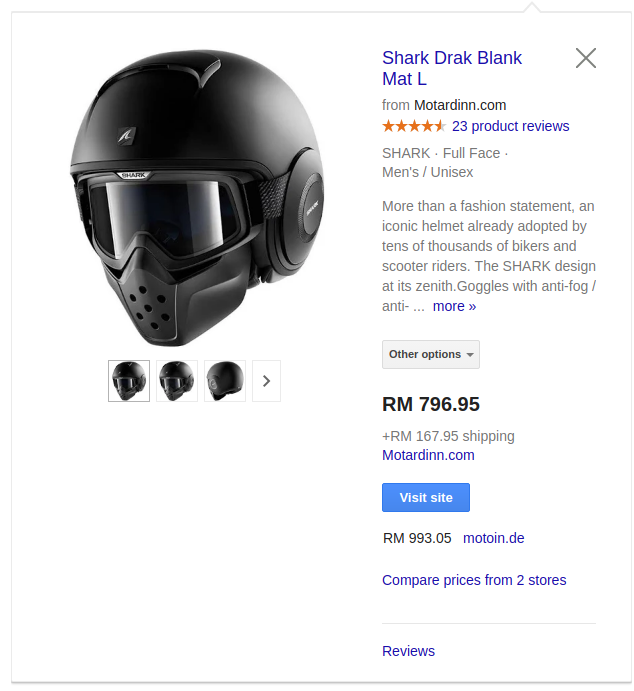 Shark Drak Blank
Mat L
from Motardinn.com
23 product reviews
SHARK · Full Face ·
Men's / Unisex
More than a fashion statement, an
iconic helmet already adopted by
tens of thousands of bikers and
scooter riders. The SHARK design
at its zenith.Goggles with anti-fog /
anti- ... more »
Other options
RM 796.95
+RM 167.95 shipping
Motardinn.com
Visit site
RM 993.05 motoin.de
Compare prices from 2 stores
Reviews
SHARK
SHARK